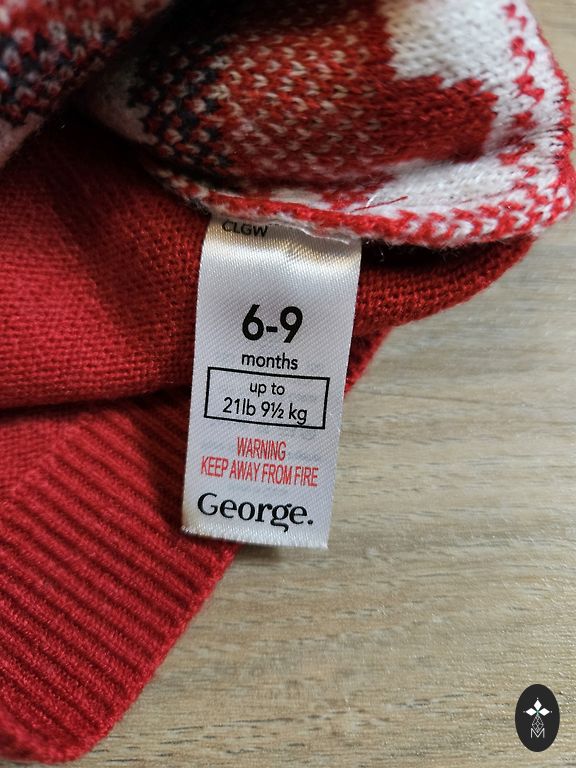 CLGW
6-9
months
up to
21lb 9½ kg
WARNING
KEEP AWAY FROM FIRE
George.
M